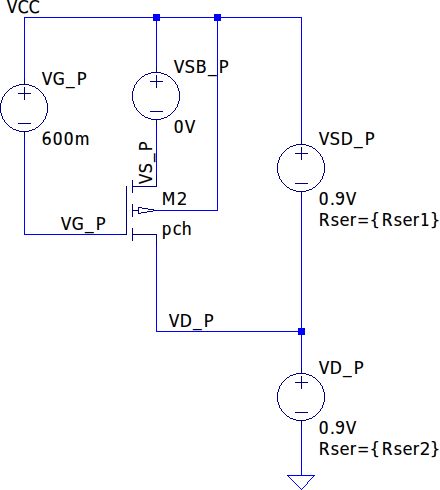 VCC
VG_P
600m
VSB_P
0V
VS_P
M2
pch
VG_P
VSD_P
0.9V
Rser={Rser1}
VD_P
VD_P
0.9V
Rser={Rser2}